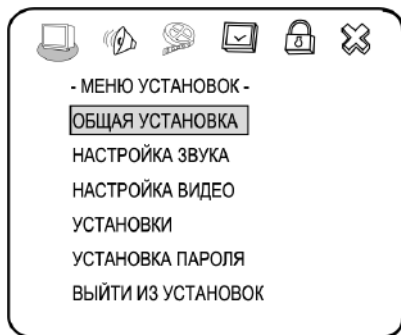 - МЕНЮ УСТАНОВОК -
ОБЩАЯ УСТАНОВКА
НАСТРОЙКА ЗВУКА
НАСТРОЙКА ВИДЕО
УСТАНОВКИ
УСТАНОВКА ПАРОЛЯ
ВЫЙТИ ИЗ УСТАНОВОК